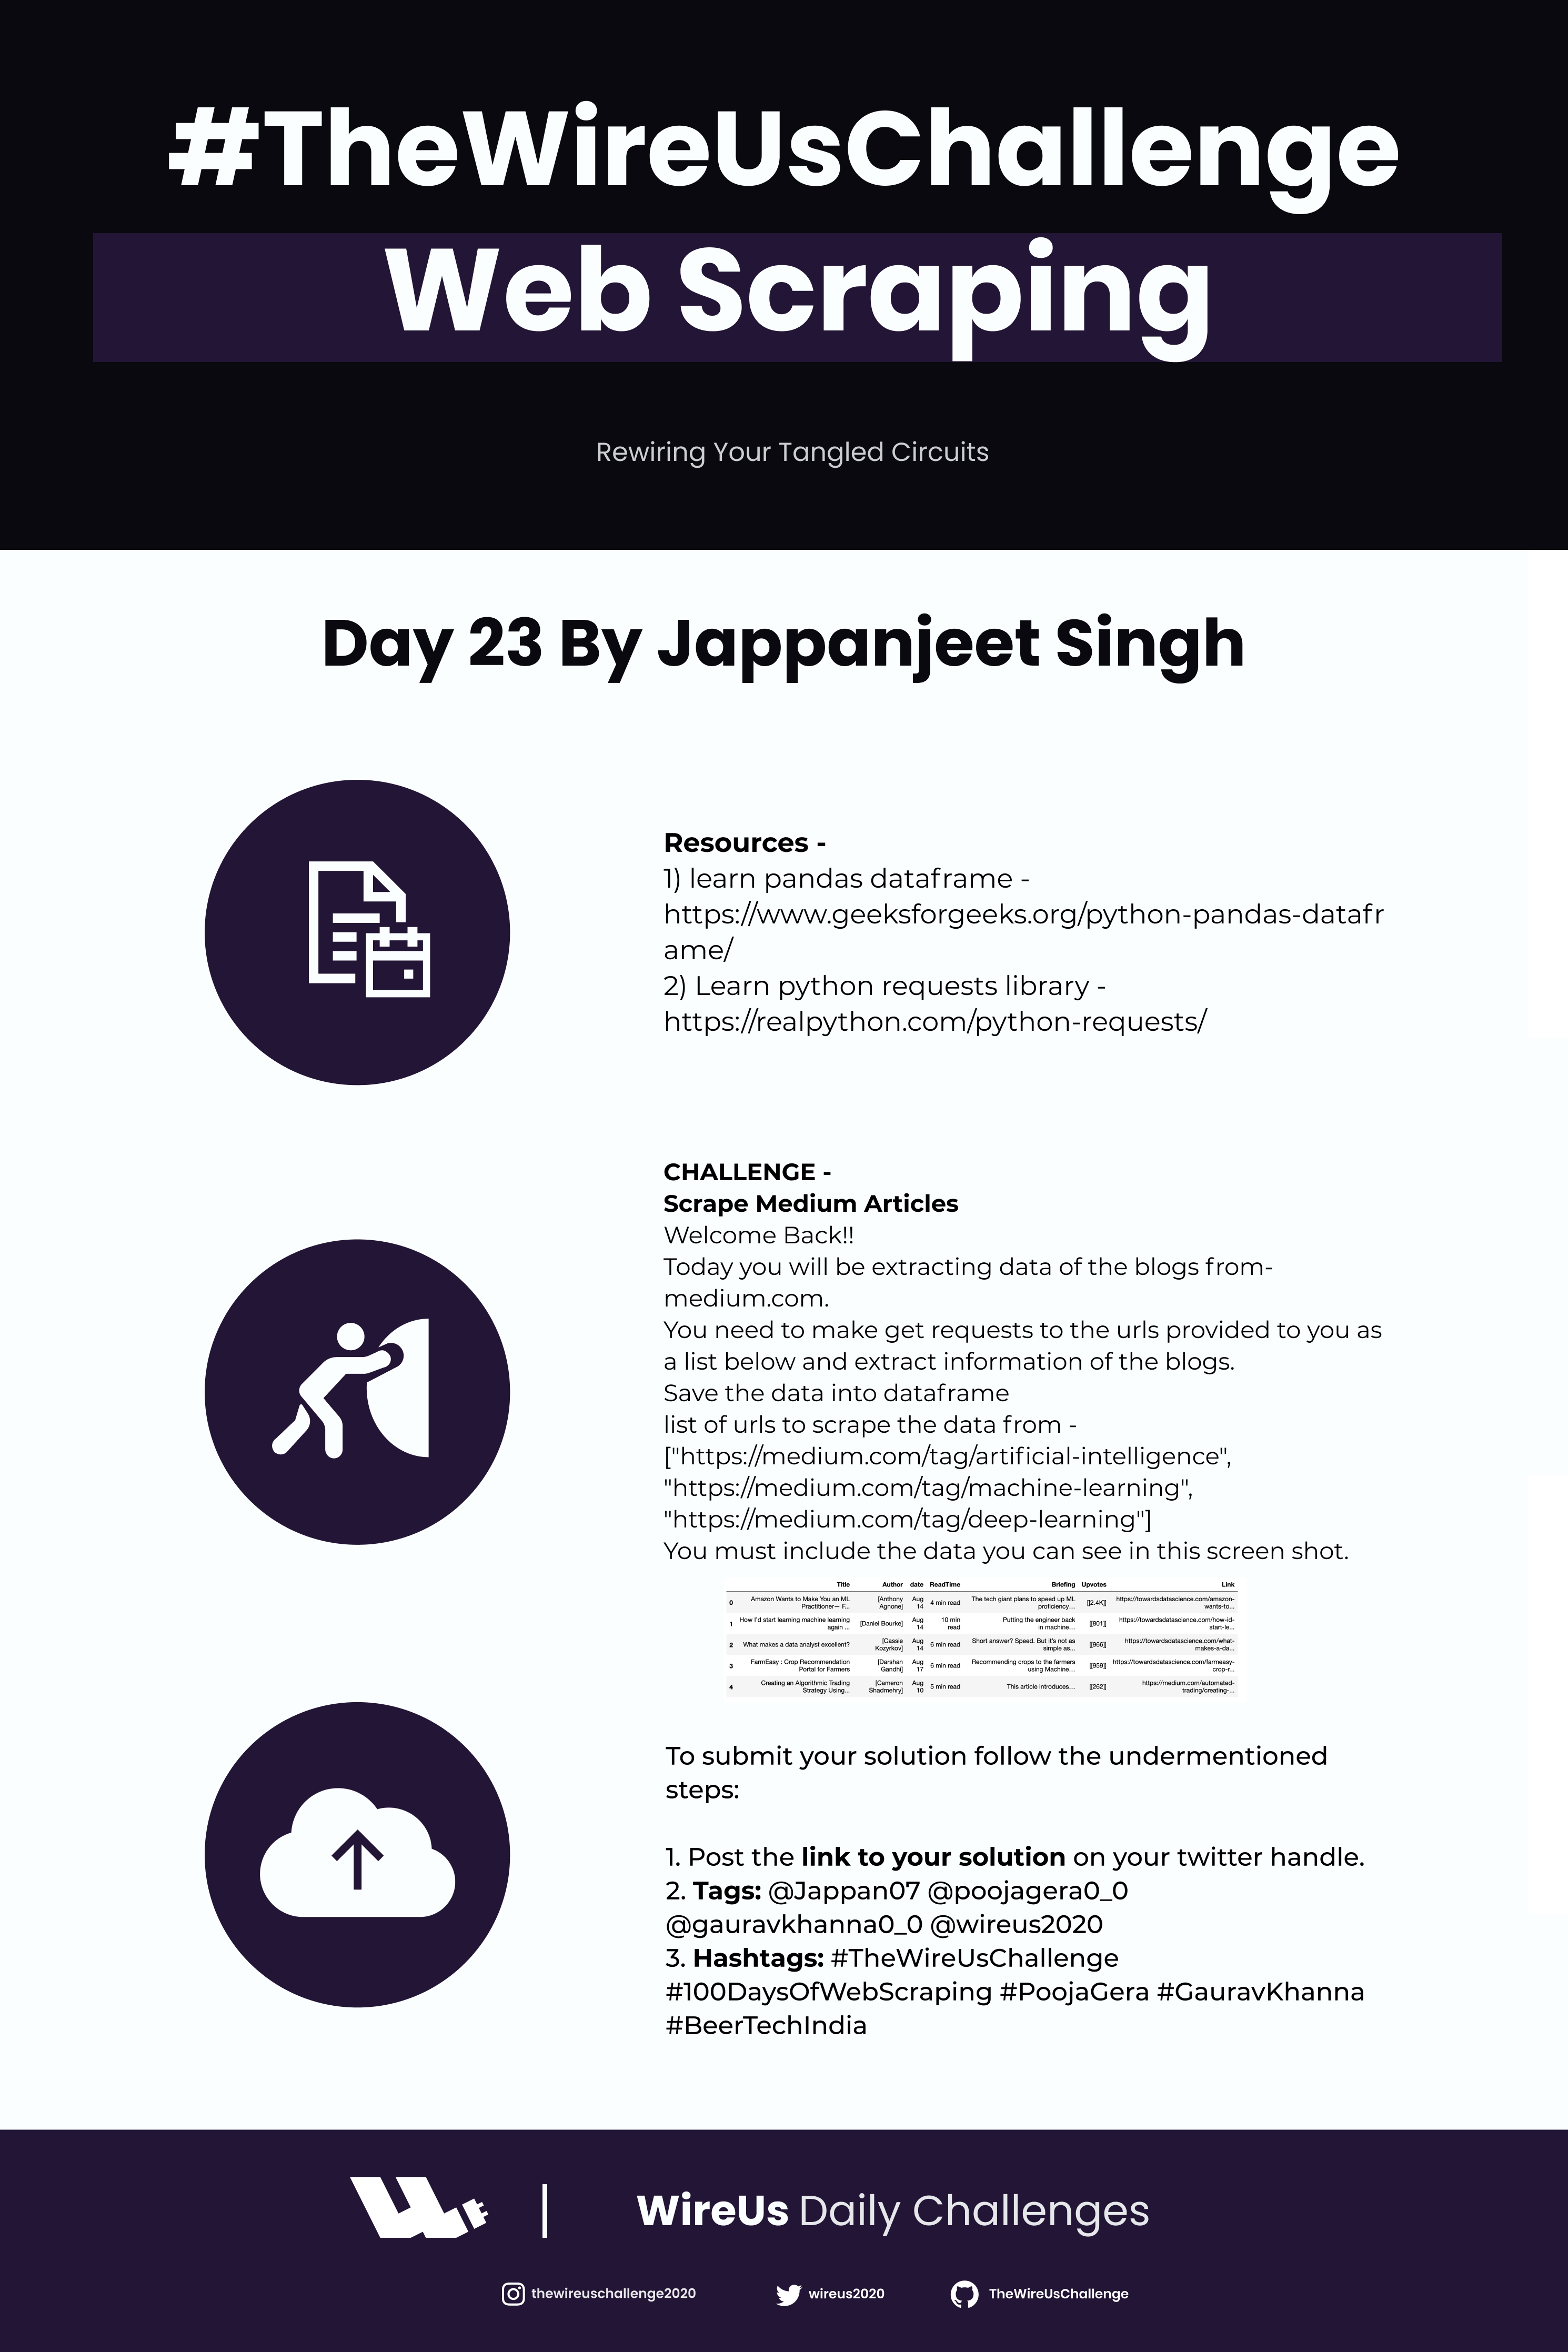 #TheWireUsChallenge
Web Scraping
Rewiring Your Tangled Circuits
Day 23 By Jappanjeet Singh
Resources -
1) learn pandas dataframe -
https://www.geeksforgeeks.org/python-pandas-datafr
ame/
2) Learn python requests library -
https://realpython.com/python-requests/
CHALLENGE -
Scrape Medium Articles
Welcome Back!!
Today you will be extracting data of the blogs from-
medium.com.
You need to make get requests to the urls provided to you as
a list below and extract information of the blogs.
Save the data into dataframe
list of urls to scrape the data from -
["https://medium.com/tag/artificial-intelligence",
"https://medium.com/tag/machine-learning",
"https://medium.com/tag/deep-learning"]
You must include the data you can see in this screen shot.
Title Author date ReadTime Briefing Upvotes Link
0 Amazon Wants to Make You an ML Practitioner— F... [Anthony Agnone] Aug 14 4 min read The tech giant plans to speed up ML proficiency... [[2.4K]] https://towardsdatascience.com/amazon-wants-to...
1 How I'd start learning machine learning again ... [Daniel Bourke] Aug 14 10 min read Putting the engineer back in machine... [[801]] https://towardsdatascience.com/how-id-start-le...
2 What makes a data analyst excellent? [Cassie Kozyrkov] Aug 14 6 min read Short answer? Speed. But it's not as simple as... [[966]] https://towardsdatascience.com/what-makes-a-da...
3 FarmEasy : Crop Recommendation Portal for Farmers [Darshan Gandhi] Aug 17 6 min read Recommending crops to the farmers using Machine... [[959]] https://towardsdatascience.com/farmeasy-crop-r...
4 Creating an Algorithmic Trading Strategy Using... [Cameron Shadmehry] Aug 10 5 min read This article introduces... [[262]] https://medium.com/automated-trading/creating-...
To submit your solution follow the undermentioned
steps:
1. Post the link to your solution on your twitter handle.
2. Tags: @Jappan07 @poojagera0_0
@gauravkhanna0_0 @wireus2020
3. Hashtags: #TheWireUsChallenge
#100DaysOfWebScraping #PoojaGera #GauravKhanna
#BeerTechIndia
WireUs Daily Challenges
thewireuschallenge2020 wireus2020 TheWireUsChallenge